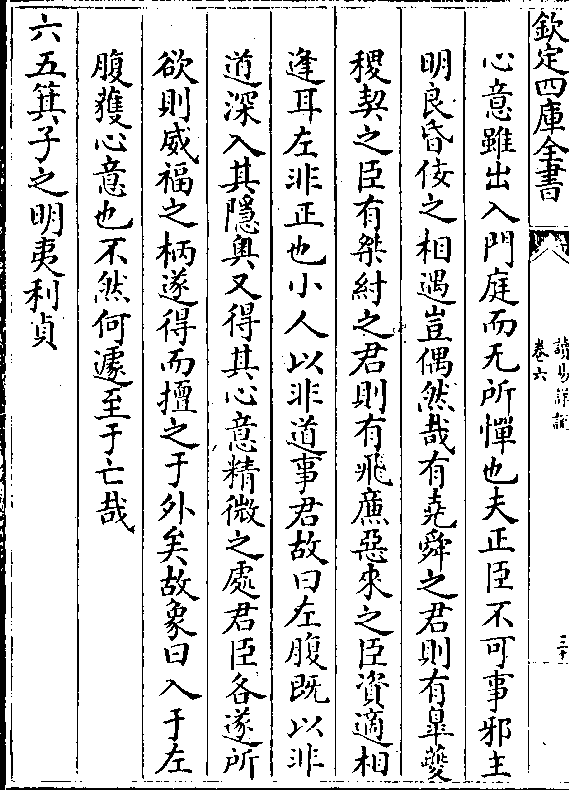 欽定四庫全書
讀易詳說
卷六
三十
心意雖出入門庭而无所憚也夫正臣不可事邪主
明良昏佞之相遇豈偶然哉有堯舜之君則有臯夔
稷契之臣有桀紂之君則有飛廉惡來之臣資適相
逢耳左非正也小人以非道事君故曰左腹既以非
道深入其隱奥又得其心意精微之處君臣各遂所
欲則威福之柄遂得而擅之于外矣故象曰入于左
腹獲心意也不然何遽至于亡哉
六五箕子之明夷利貞